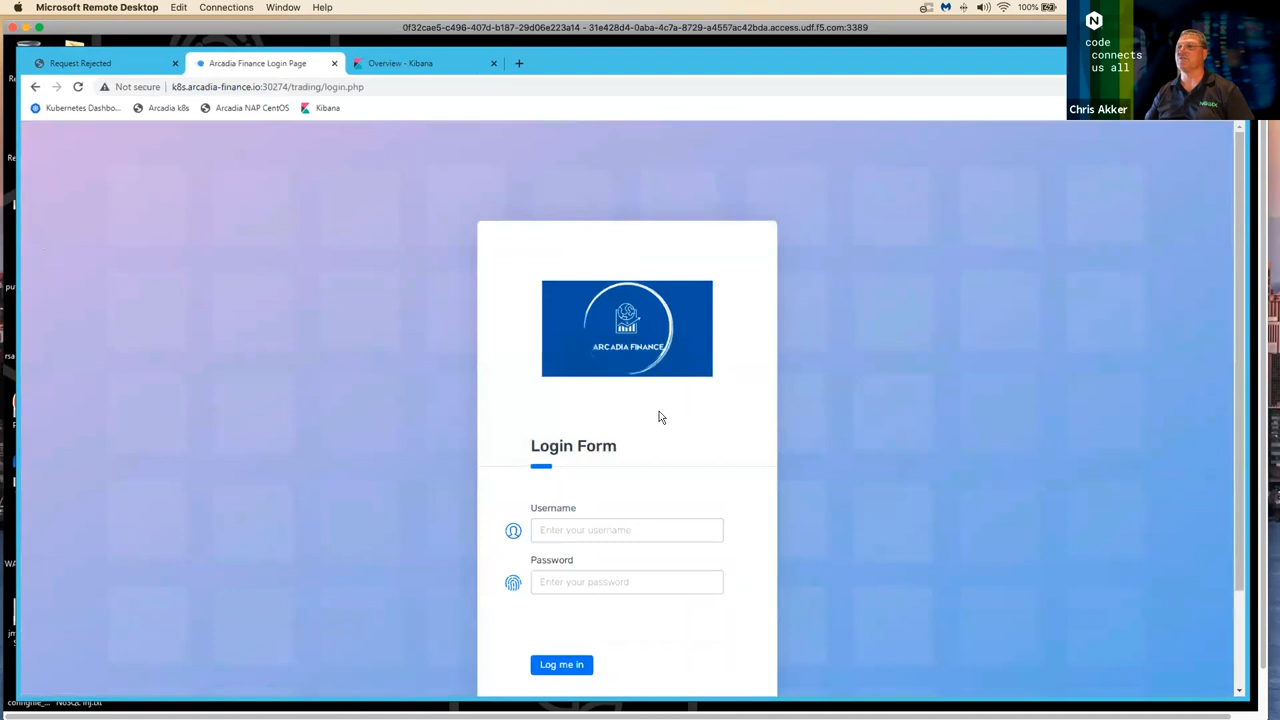 Microsoft Remote Desktop Edit Connections Window Help 100%
0f32cae5-c496-407d-b187-29d06e223a14 - 31e428d4-0aba-4c7a-8729-a4557ac42bda.access.udf.f5.com:3389
Request Rejected Arcadia Finance Login Page Overview - Kibana
Not secure k8s.arcadia-finance.io:30274/trading/login.php
Kubernetes Dashbo... Arcadia k8s Arcadia NAP CentOS Kibana
code
connects
us all
Chris Akker
ARCADIA FINANCE
Login Form
Username
Enter your username
Password
Enter your password
Log me in